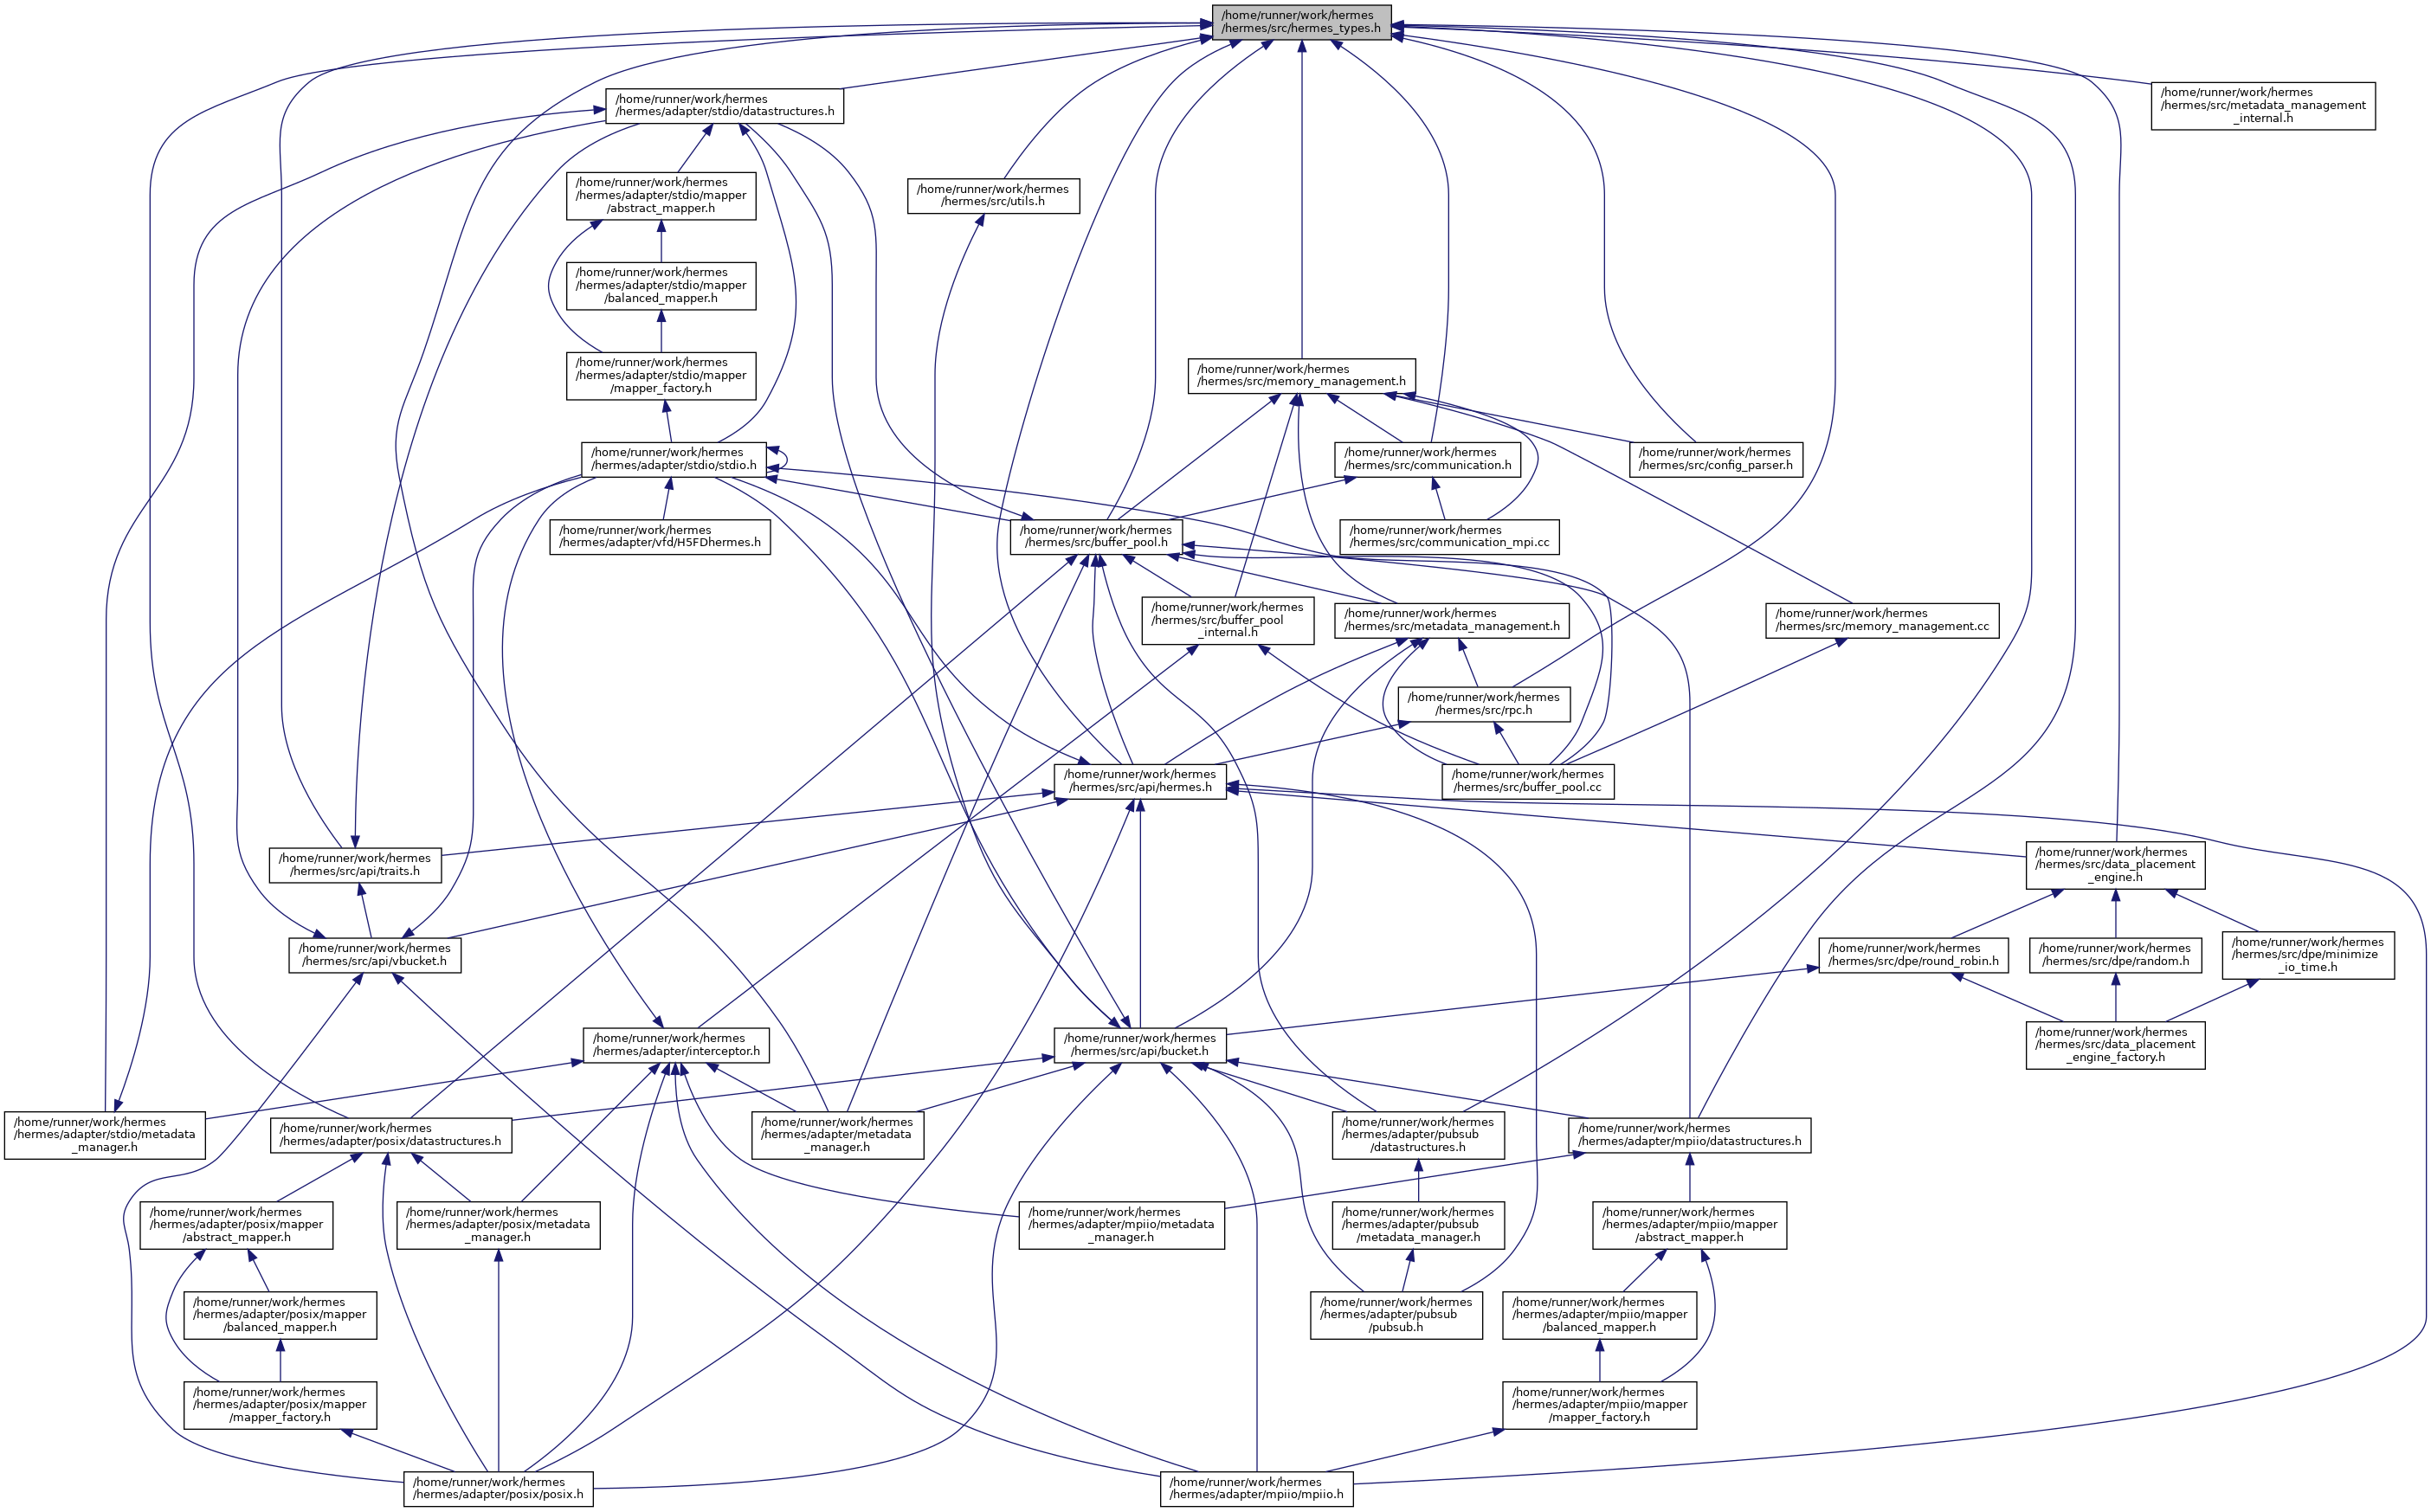 /home/runner/work/hermes
/hermes/src/hermes_types.h
/home/runner/work/hermes
/hermes/src/metadata_management
_internal.h
/home/runner/work/hermes
/hermes/adapter/stdio/datastructures.h
/home/runner/work/hermes
/hermes/adapter/stdio/mapper
/abstract_mapper.h
/home/runner/work/hermes
/hermes/src/utils.h
/home/runner/work/hermes
/hermes/adapter/stdio/mapper
/balanced_mapper.h
/home/runner/work/hermes
/hermes/adapter/stdio/mapper
/mapper_factory.h
/home/runner/work/hermes
/hermes/src/memory_management.h
/home/runner/work/hermes
/hermes/adapter/stdio/stdio.h
/home/runner/work/hermes
/hermes/src/communication.h
/home/runner/work/hermes
/hermes/src/config_parser.h
/home/runner/work/hermes
/hermes/adapter/vfd/H5FDhermes.h
/home/runner/work/hermes
/hermes/src/buffer_pool.h
/home/runner/work/hermes
/hermes/src/communication_mpi.cc
/home/runner/work/hermes
/hermes/src/buffer_pool
_internal.h
/home/runner/work/hermes
/hermes/src/metadata_management.h
/home/runner/work/hermes
/hermes/src/memory_management.cc
/home/runner/work/hermes
/hermes/src/rpc.h
/home/runner/work/hermes
/hermes/src/api/hermes.h
/home/runner/work/hermes
/hermes/src/buffer_pool.cc
/home/runner/work/hermes
/hermes/src/api/traits.h
/home/runner/work/hermes
/hermes/src/data_placement
_engine.h
/home/runner/work/hermes
/hermes/src/api/vbucket.h
/home/runner/work/hermes
/hermes/src/dpe/round_robin.h
/home/runner/work/hermes
/hermes/src/dpe/random.h
/home/runner/work/hermes
/hermes/src/dpe/minimize
_io_time.h
/home/runner/work/hermes
/hermes/adapter/interceptor.h
/home/runner/work/hermes
/hermes/src/api/bucket.h
/home/runner/work/hermes
/hermes/src/data_placement
_engine_factory.h
/home/runner/work/hermes
/hermes/adapter/stdio/metadata
_manager.h
/home/runner/work/hermes
/hermes/adapter/posix/datastructures.h
/home/runner/work/hermes
/hermes/adapter/metadata
_manager.h
/home/runner/work/hermes
/hermes/adapter/pubsub
/datastructures.h
/home/runner/work/hermes
/hermes/adapter/mpiio/datastructures.h
/home/runner/work/hermes
/hermes/adapter/posix/mapper
/abstract_mapper.h
/home/runner/work/hermes
/hermes/adapter/posix/metadata
_manager.h
/home/runner/work/hermes
/hermes/adapter/mpiio/metadata
_manager.h
/home/runner/work/hermes
/hermes/adapter/pubsub
/metadata_manager.h
/home/runner/work/hermes
/hermes/adapter/mpiio/mapper
/abstract_mapper.h
/home/runner/work/hermes
/hermes/adapter/posix/mapper
/balanced_mapper.h
/home/runner/work/hermes
/hermes/adapter/pubsub
/pubsub.h
/home/runner/work/hermes
/hermes/adapter/mpiio/mapper
/balanced_mapper.h
/home/runner/work/hermes
/hermes/adapter/posix/mapper
/mapper_factory.h
/home/runner/work/hermes
/hermes/adapter/mpiio/mapper
/mapper_factory.h
/home/runner/work/hermes
/hermes/adapter/posix/posix.h
/home/runner/work/hermes
/hermes/adapter/mpiio/mpiio.h